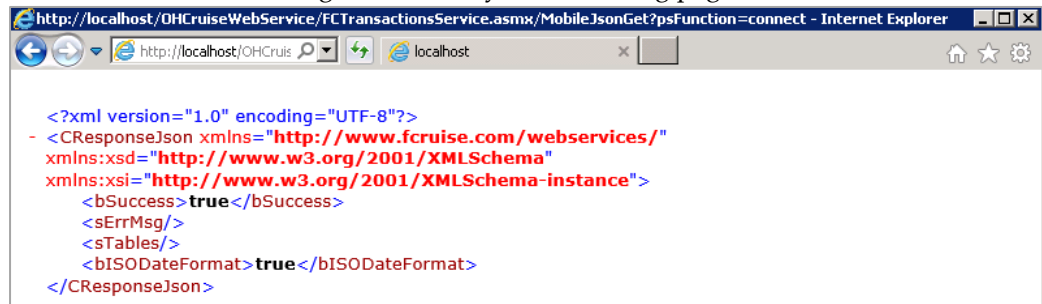 http://localhost/OHCruiseWebService/FCTransactionsService.asmx/MobileJsonGet?psFunction=connect - Internet Explorer
http://localhost/OHCruis
localhost
<?xml version="1.0" encoding="UTF-8"?>
- <CResponseJson xmlns="http://www.fcruise.com/webservices/"
xmlns:xsd="http://www.w3.org/2001/XMLSchema"
xmlns:xsi="http://www.w3.org/2001/XMLSchema-instance">
<bSuccess>true</bSuccess>
<sErrMsg/>
<sTables/>
<bISODateFormat>true</bISODateFormat>
</CResponseJson>